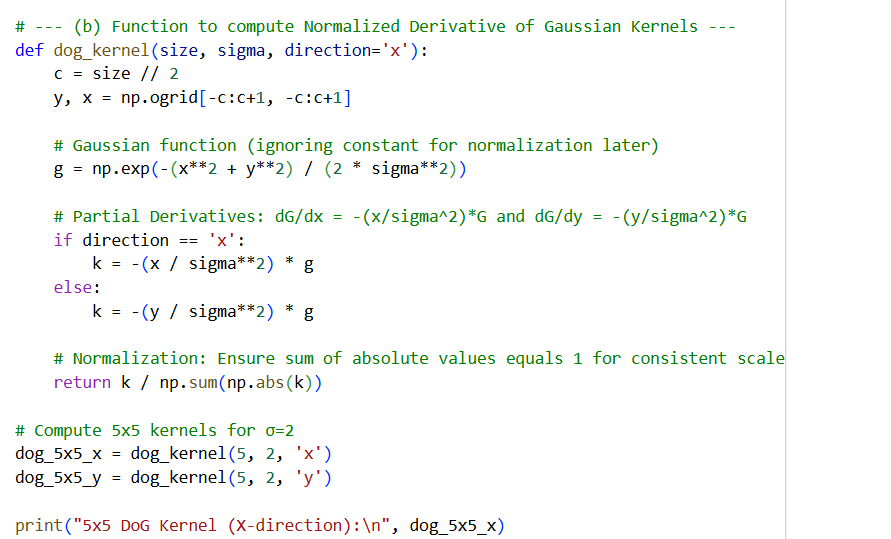 # --- (b) Function to compute Normalized Derivative of Gaussian Kernels ---
def dog_kernel(size, sigma, direction='x'):
    c = size // 2
    y, x = np.ogrid[-c:c+1, -c:c+1]

    # Gaussian function (ignoring constant for normalization later)
    g = np.exp(-(x**2 + y**2) / (2 * sigma**2))

    # Partial Derivatives: dG/dx = -(x/sigma^2)*G and dG/dy = -(y/sigma^2)*G
    if direction == 'x':
        k = -(x / sigma**2) * g
    else:
        k = -(y / sigma**2) * g

    # Normalization: Ensure sum of absolute values equals 1 for consistent scale
    return k / np.sum(np.abs(k))

# Compute 5x5 kernels for σ=2
dog_5x5_x = dog_kernel(5, 2, 'x')
dog_5x5_y = dog_kernel(5, 2, 'y')

print("5x5 DoG Kernel (X-direction):\n", dog_5x5_x)